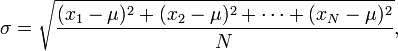 σ = √((x₁ − μ)² + (x₂ − μ)² + ⋯ + (x_N − μ)² / N),